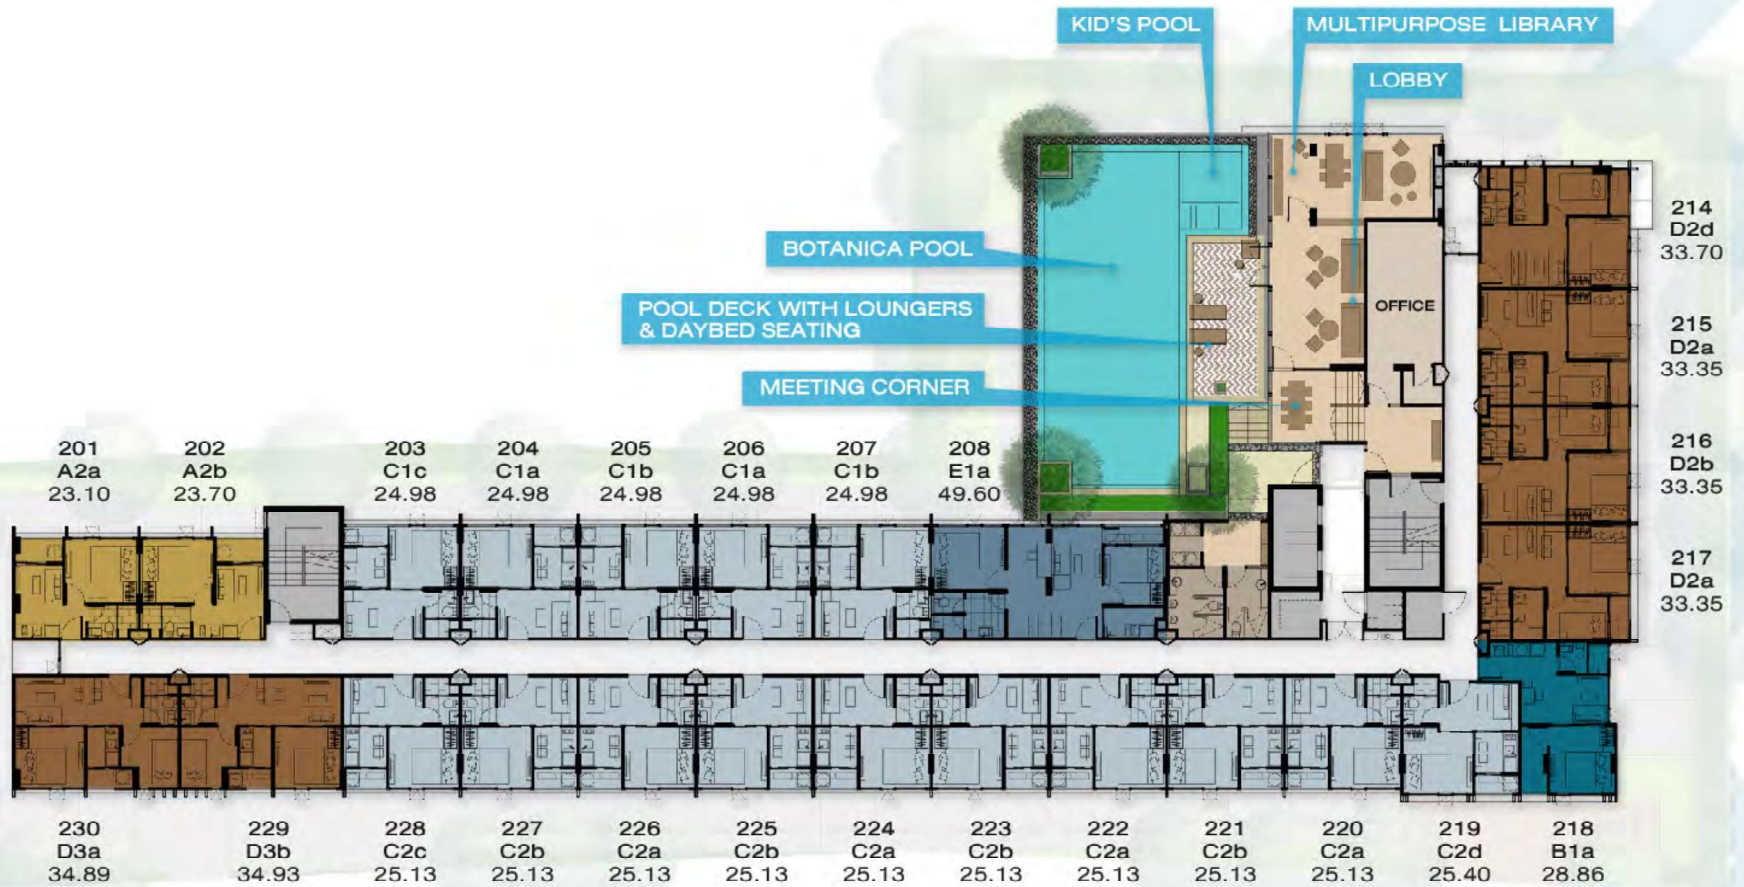 KID'S POOL
MULTIPURPOSE LIBRARY
LOBBY
BOTANICA POOL
POOL DECK WITH LOUNGERS
& DAYBED SEATING
MEETING CORNER
OFFICE
214
D2d
33.70
215
D2a
33.35
216
D2b
33.35
217
D2a
33.35
201
A2a
23.10
202
A2b
23.70
203
C1c
24.98
204
C1a
24.98
205
C1b
24.98
206
C1a
24.98
207
C1b
24.98
208
E1a
49.60
230
D3a
34.89
229
D3b
34.93
228
C2c
25.13
227
C2b
25.13
226
C2a
25.13
225
C2b
25.13
224
C2a
25.13
223
C2b
25.13
222
C2a
25.13
221
C2b
25.13
220
C2a
25.13
219
C2d
25.40
218
B1a
28.86